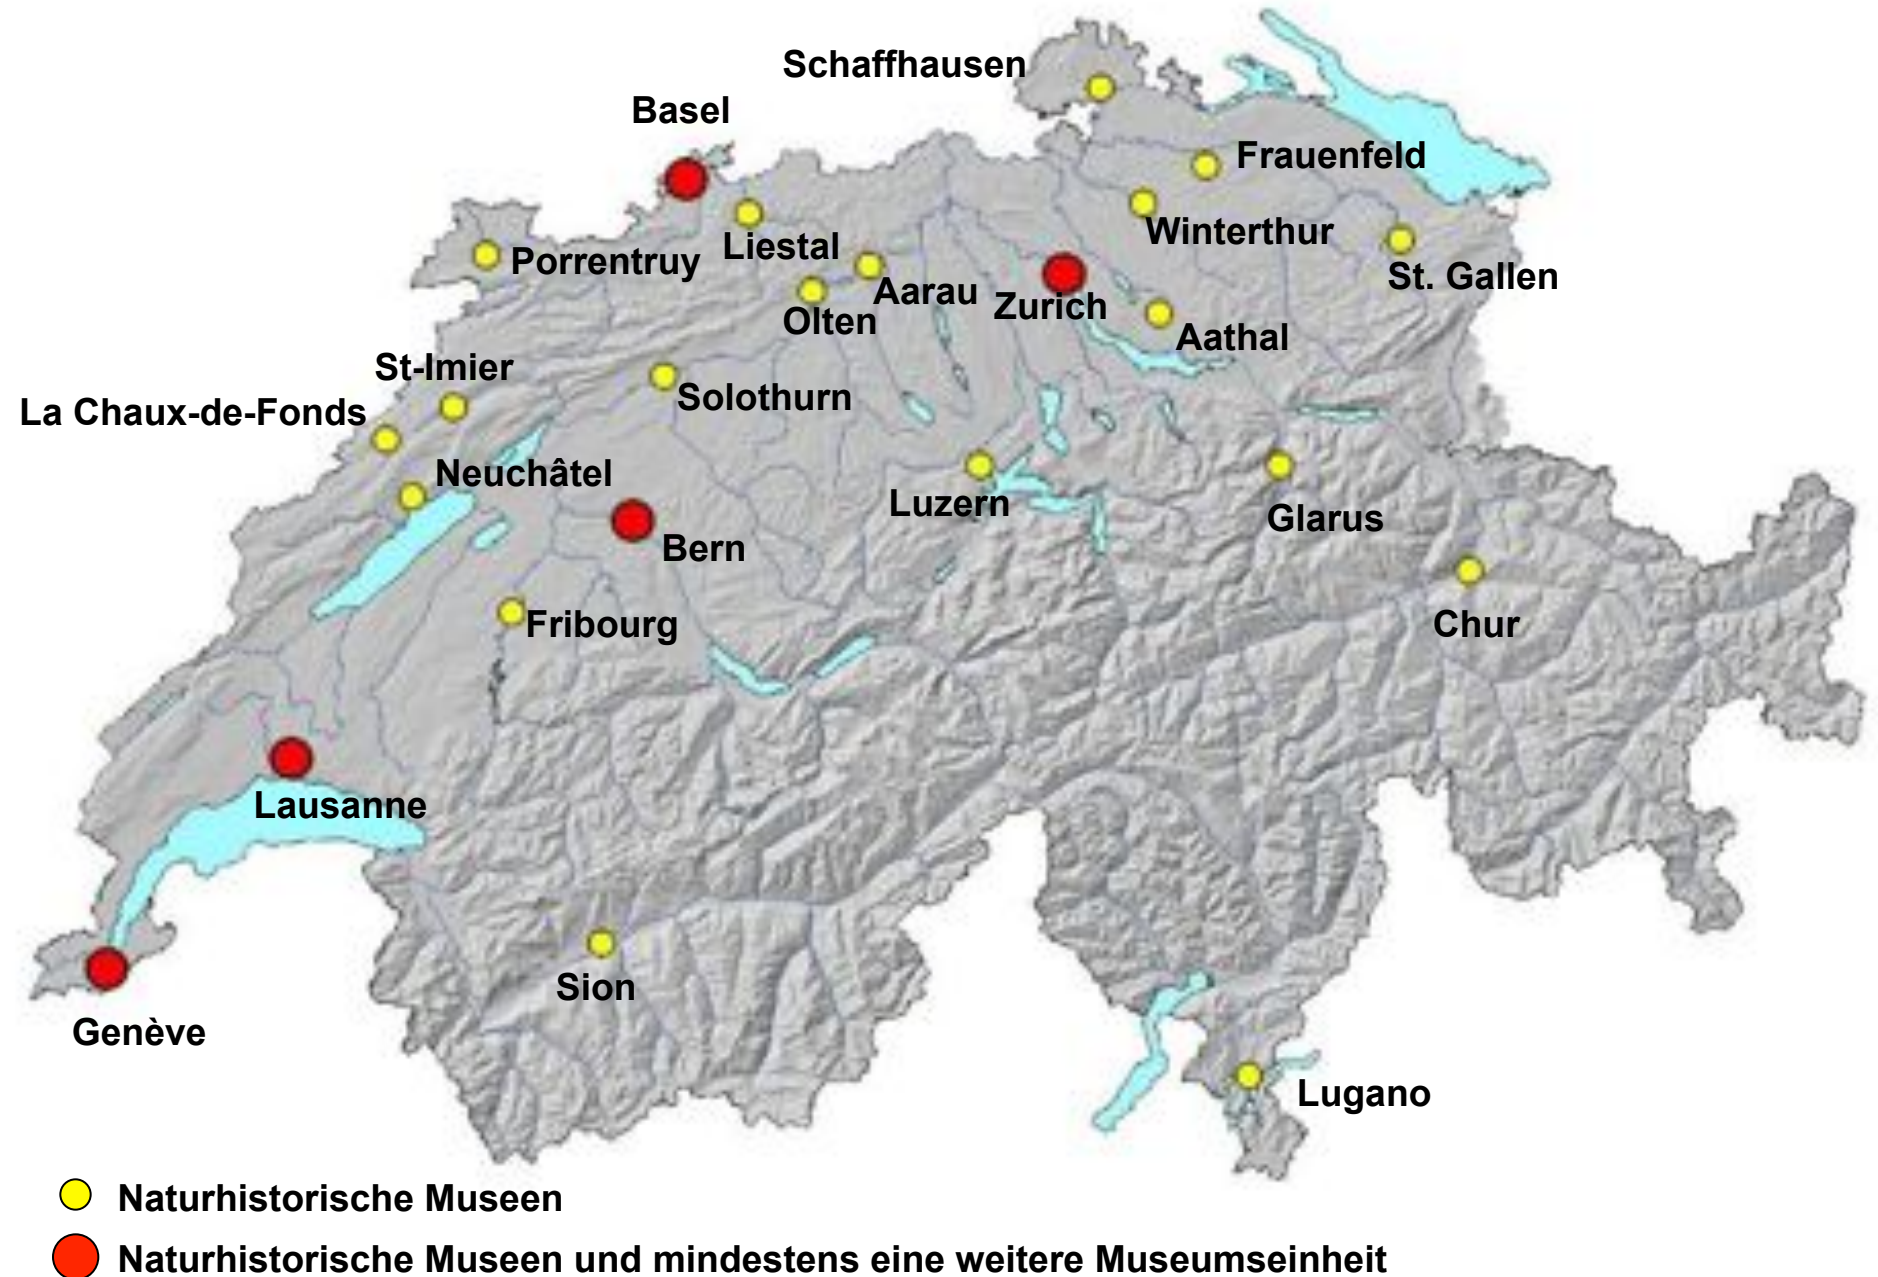 Schaffhausen
Basel
Frauenfeld
Winterthur
Liestal
Porrentruy
St. Gallen
Aarau
Zurich
Olten
Aathal
St-Imier
Solothurn
La Chaux-de-Fonds
Neuchâtel
Luzern
Glarus
Bern
Fribourg
Chur
Lausanne
Sion
Genève
Lugano
Naturhistorische Museen
Naturhistorische Museen und mindestens eine weitere Museumseinheit